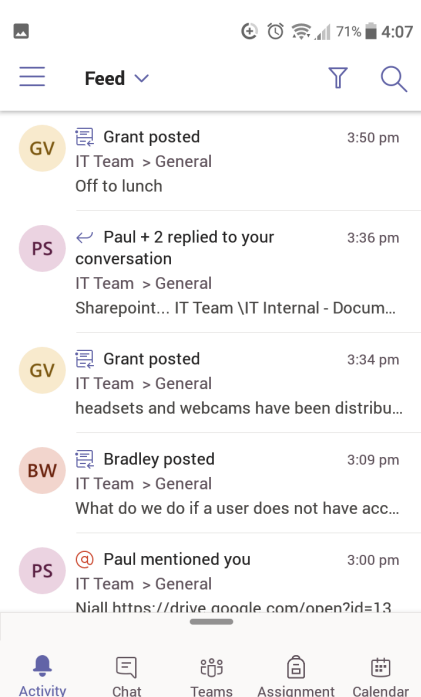 71% 4:07
Feed
GV Grant posted 3:50 pm
IT Team > General
Off to lunch
PS Paul + 2 replied to your 3:36 pm
conversation
IT Team > General
Sharepoint... IT Team \IT Internal - Docum...
GV Grant posted 3:34 pm
IT Team > General
headsets and webcams have been distribu...
BW Bradley posted 3:09 pm
IT Team > General
What do we do if a user does not have acc...
PS @ Paul mentioned you 3:00 pm
IT Team > General
Niall https://drive.google.com/open?id=13
Activity Chat Teams Assignment Calendar